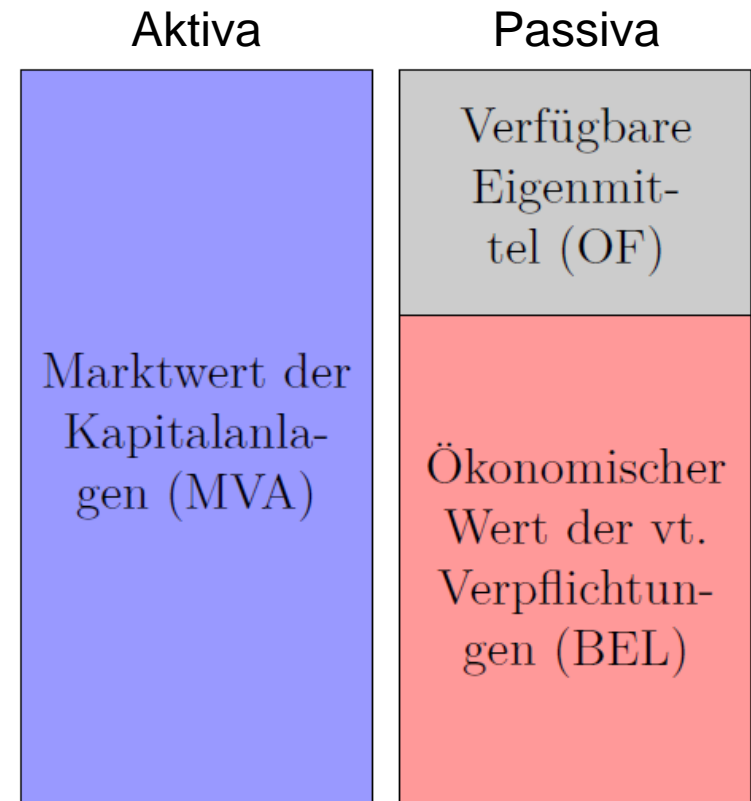 Aktiva
Passiva
Marktwert der
Kapitalanla-
gen (MVA)
Verfügbare
Eigenmit-
tel (OF)
Ökonomischer
Wert der vt.
Verpflichtun-
gen (BEL)